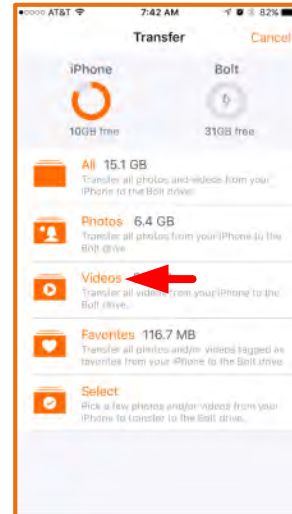 AT&T 7:42 AM 82%
Transfer Cancel
iPhone Bolt
10GB free 31GB free
All 15.1 GB
Transfer all photos and videos from your
iPhone to the Bolt drive.
Photos 6.4 GB
Transfer all photos from your iPhone to the
Bolt drive.
Videos
Transfer all videos from your iPhone to the
Bolt drive.
Favorites 116.7 MB
Transfer all photos and/or videos tagged as
favorites from your iPhone to the Bolt drive.
Select
Pick a few photos and/or videos from your
iPhone to transfer to the Bolt drive.